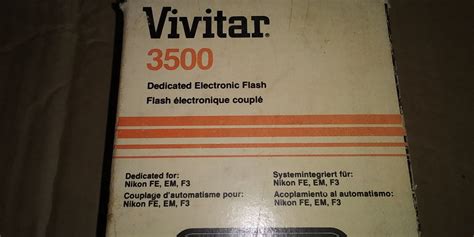 Vivitar®
3500
Dedicated Electronic Flash
Flash électronique couplé
Dedicated for:
Nikon FE, EM, F3
Couplage d'automatisme pour:
Nikon FE, EM, F3
Systemintegriert für:
Nikon FE, EM, F3
Acoplamiento al automatismo:
Nikon FE, EM, F3